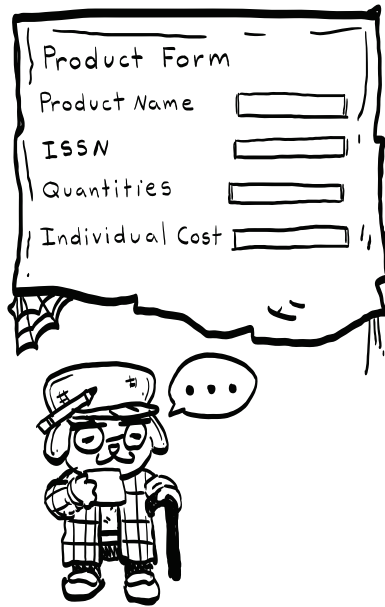 Product Form
Product Name
ISSN
Quantities
Individual Cost
...